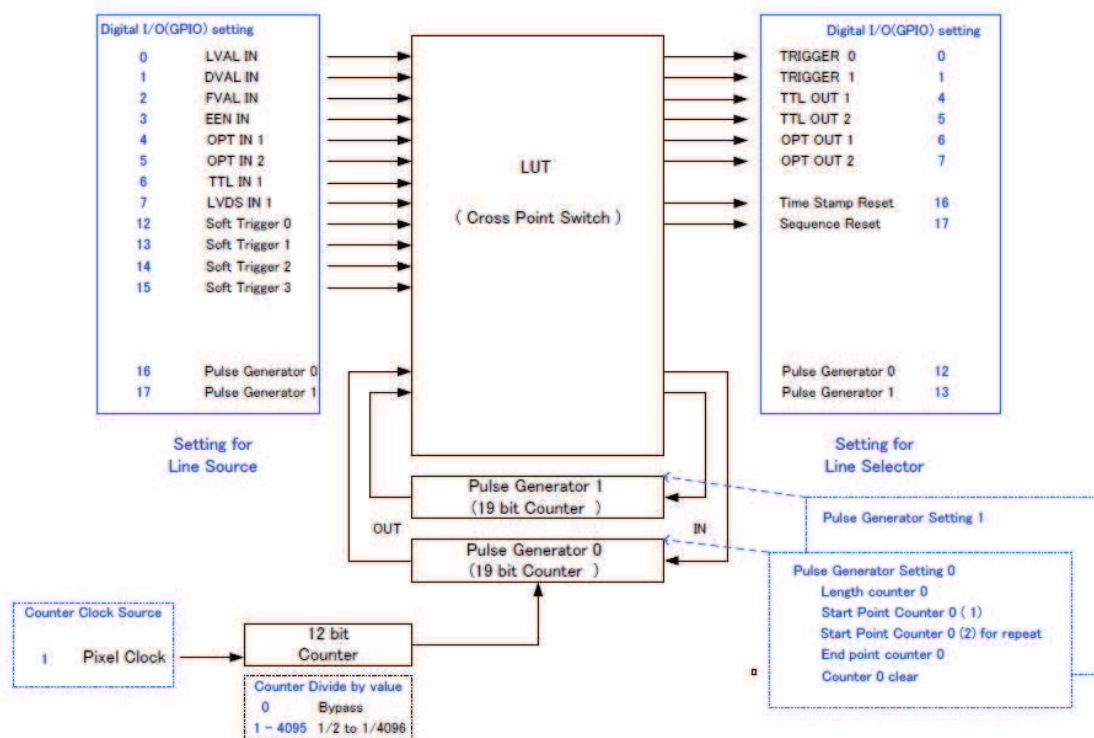 Digital I/O(GPIO) setting
0 LVAL IN
1 DVAL IN
2 FVAL IN
3 EEN IN
4 OPT IN 1
5 OPT IN 2
6 TTL IN 1
7 LVDS IN 1
12 Soft Trigger 0
13 Soft Trigger 1
14 Soft Trigger 2
15 Soft Trigger 3
16 Pulse Generator 0
17 Pulse Generator 1
Setting for
Line Source
LUT
( Cross Point Switch )
Digital I/O(GPIO) setting
TRIGGER 0 0
TRIGGER 1 1
TTL OUT 1 4
TTL OUT 2 5
OPT OUT 1 6
OPT OUT 2 7
Time Stamp Reset 16
Sequence Reset 17
Pulse Generator 0 12
Pulse Generator 1 13
Setting for
Line Selector
Pulse Generator 1
(19 bit Counter )
OUT
IN
Pulse Generator 0
(19 bit Counter )
Pulse Generator Setting 1
Pulse Generator Setting 0
Length counter 0
Start Point Counter 0 ( 1)
Start Point Counter 0 (2) for repeat
End point counter 0
Counter 0 clear
Counter Clock Source
1 Pixel Clock
12 bit
Counter
Counter Divide by value
0 Bypass
1 - 4095 1/2 to 1/4096